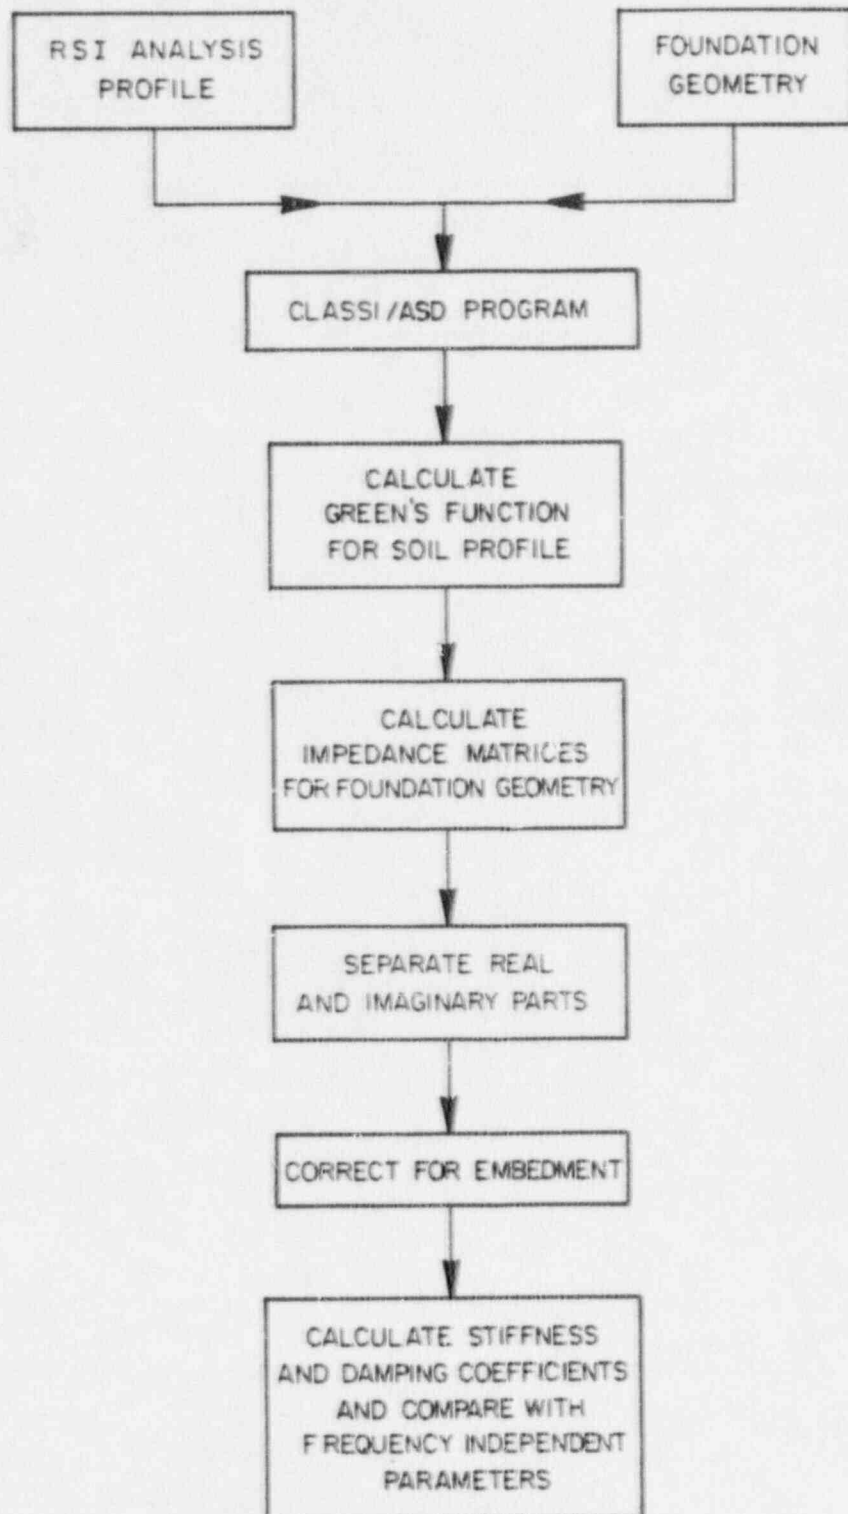 RSI ANALYSIS
PROFILE
FOUNDATION
GEOMETRY
CLASSI/ASD PROGRAM
CALCULATE
GREEN'S FUNCTION
FOR SOIL PROFILE
CALCULATE
IMPEDANCE MATRICES
FOR FOUNDATION GEOMETRY
SEPARATE REAL
AND IMAGINARY PARTS
CORRECT FOR EMBEDMENT
CALCULATE STIFFNESS
AND DAMPING COEFFICIENTS
AND COMPARE WITH
FREQUENCY INDEPENDENT
PARAMETERS